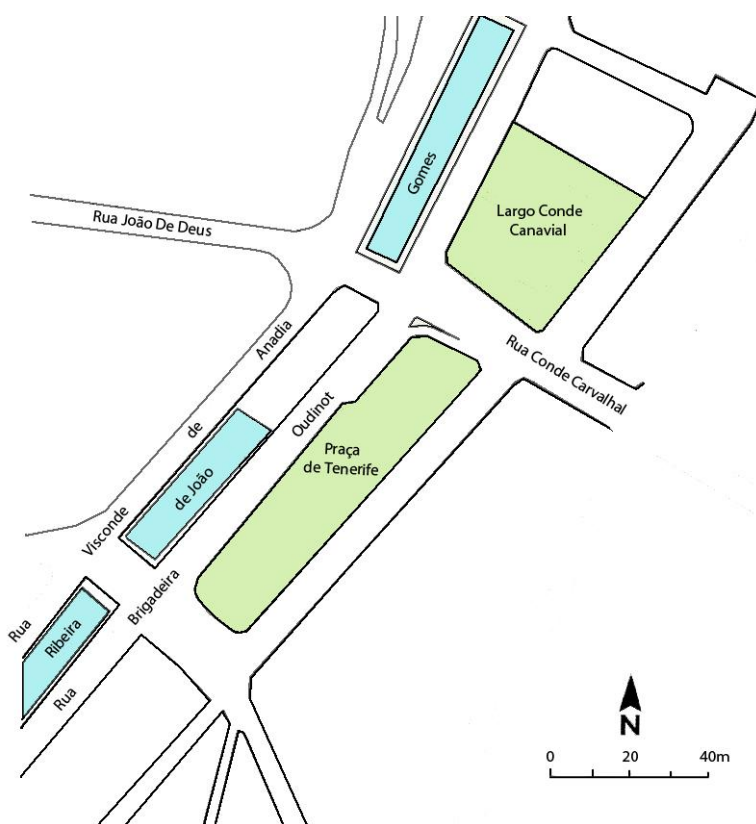 Gomes
Rua João De Deus
Largo Conde
Canavial
Rua Conde Carvalhal
Rua Visconde de Anadia
Rua Brigadeira Oudinot
Praça
de Tenerife
de João
Ribeira
N
0 20 40m